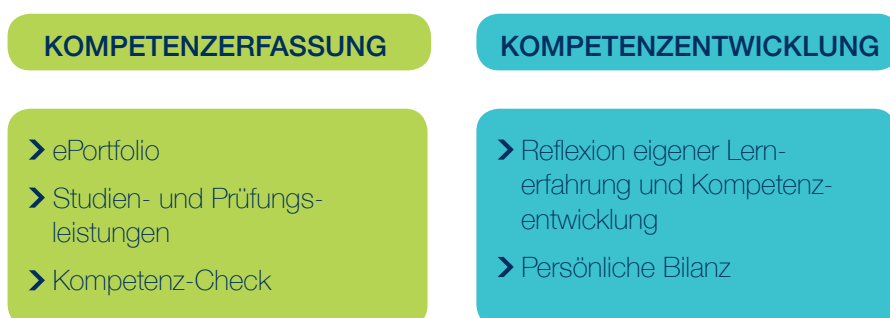 KOMPETENZERFASSUNG
ePortfolio
Studien- und Prüfungs-
leistungen
Kompetenz-Check
KOMPETENZENTWICKLUNG
Reflexion eigener Lern-
erfahrung und Kompetenz-
entwicklung
Persönliche Bilanz